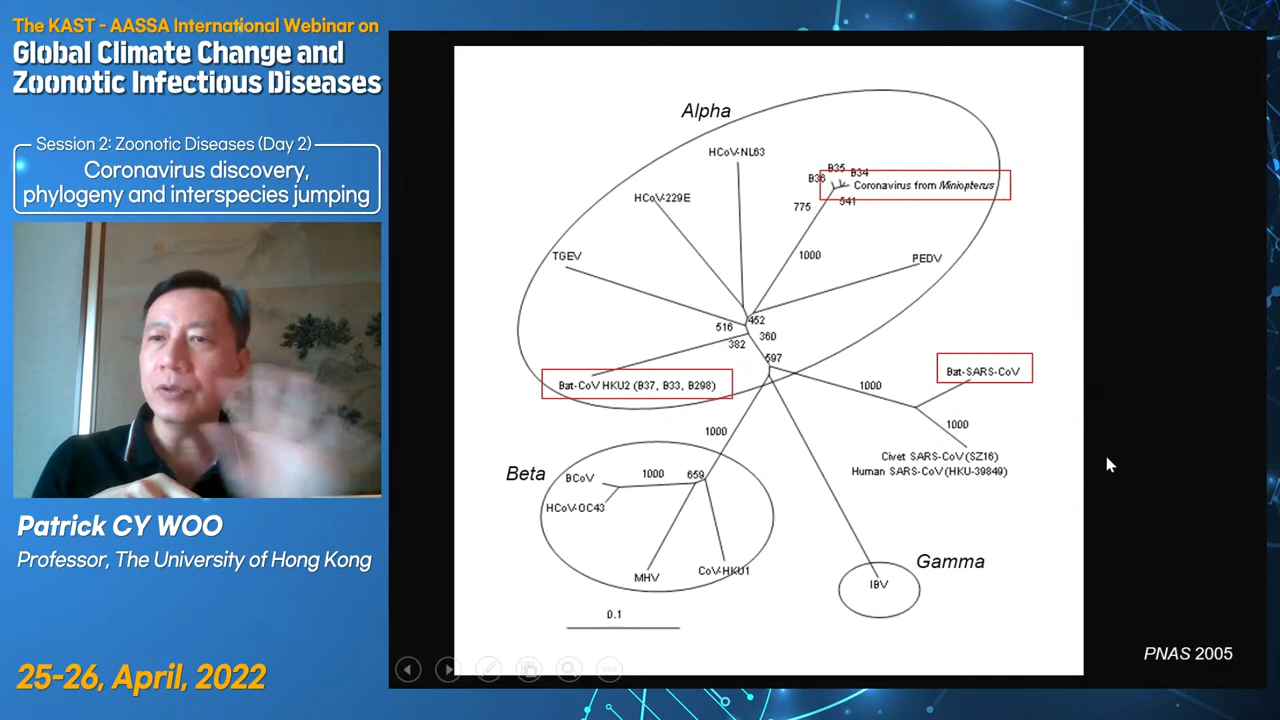 The KAST - AASSA International Webinar on
Global Climate Change and
Zoonotic Infectious Diseases
Session 2: Zoonotic Diseases (Day 2)
Coronavirus discovery,
phylogeny and interspecies jumping
Patrick CY WOO
Professor, The University of Hong Kong
25-26, April, 2022
Alpha
HCoV-NL63
B35
B36
B34
Coronavirus from Miniopterus
HCoV-229E
775
541
TGEV
1000
PEDV
516
452
382
360
597
Bat-CoV HKU2 (B37, B33, B298)
1000
Bat-SARS-CoV
1000
1000
Civet SARS-CoV (SZ16)
Human SARS-CoV (HKU-39849)
Beta
BCoV
1000
659
HCoV-OC43
MHV
CoV-HKU1
Gamma
IBV
0.1
PNAS 2005